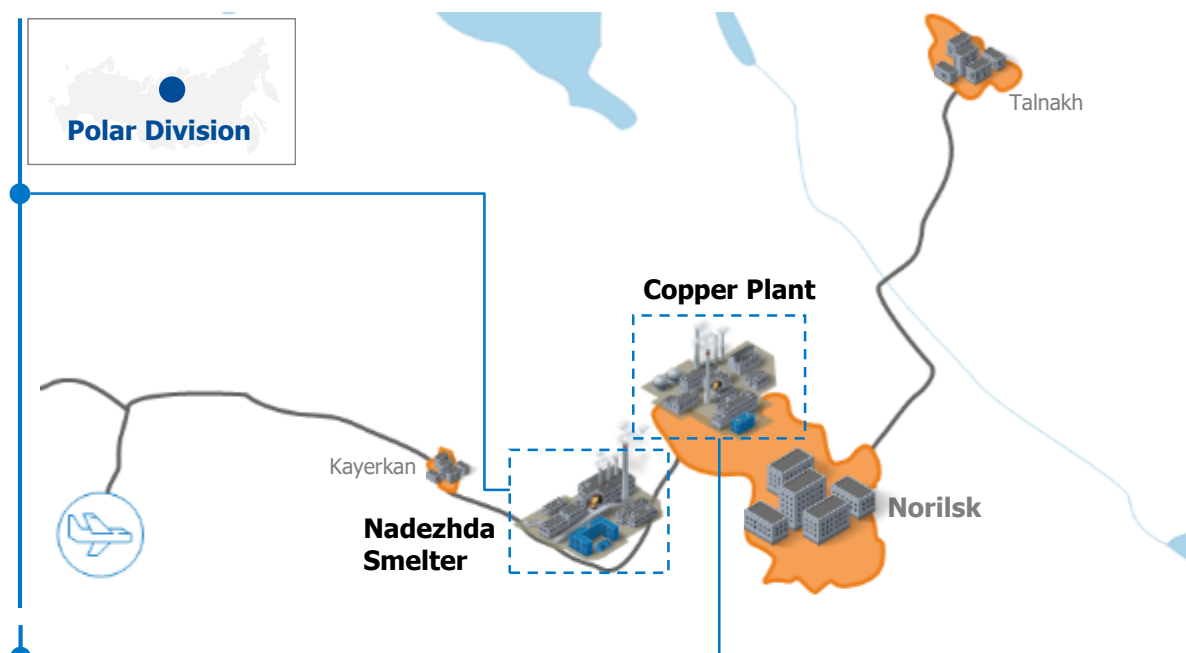 Polar Division
Talnakh
Copper Plant
Kayerkan
Norilsk
Nadezhda
Smelter